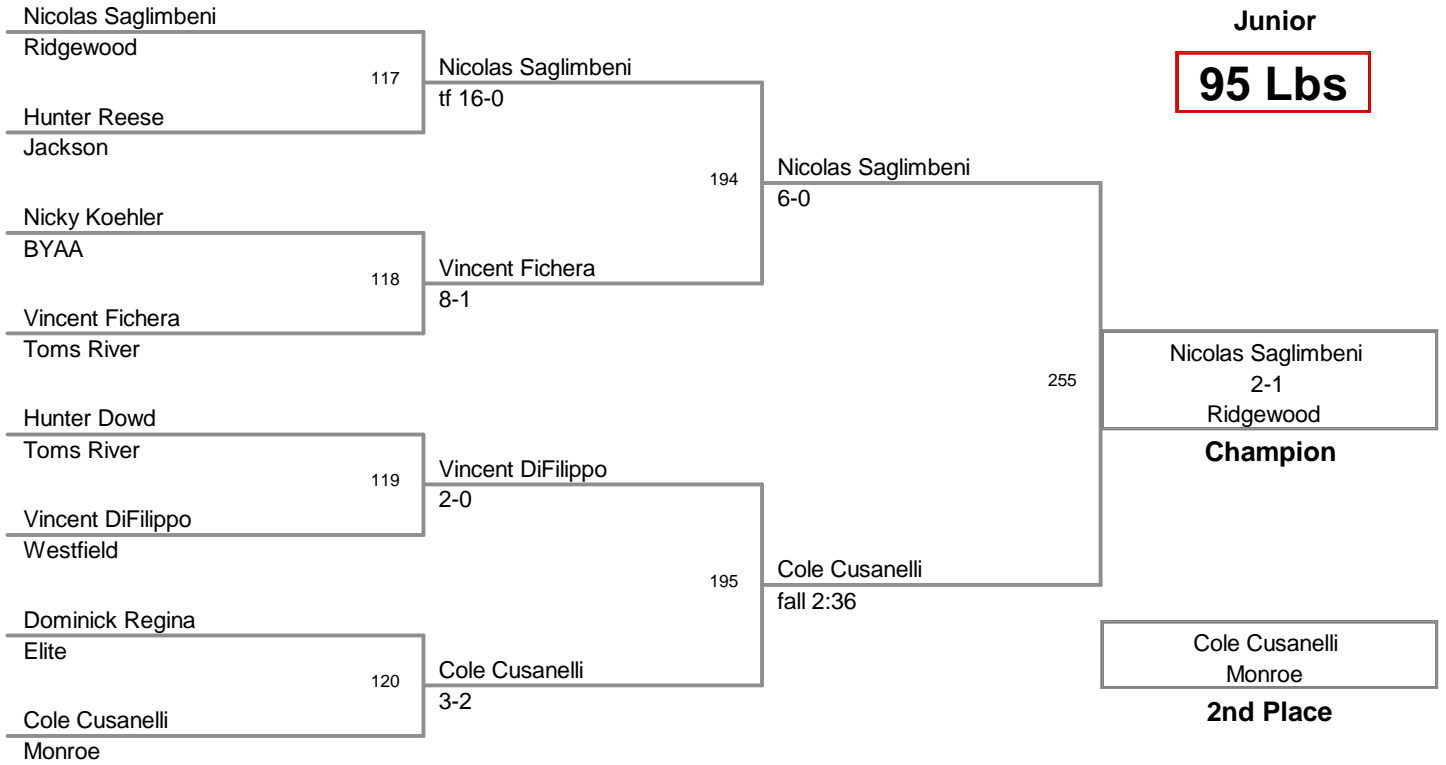 Nicolas Saglimbeni
Ridgewood
117
Hunter Reese
Jackson
Nicky Koehler
BYAA
118
Vincent Fichera
Toms River
Hunter Dowd
Toms River
119
Vincent DiFilippo
Westfield
Dominick Regina
Elite
120
Cole Cusanelli
Monroe
Nicolas Saglimbeni
tf 16-0
194
Vincent Fichera
8-1
Vincent DiFilippo
2-0
195
Cole Cusanelli
3-2
Nicolas Saglimbeni
6-0
255
Cole Cusanelli
fall 2:36
Junior
95 Lbs
Nicolas Saglimbeni
2-1
Ridgewood
Champion
Cole Cusanelli
Monroe
2nd Place